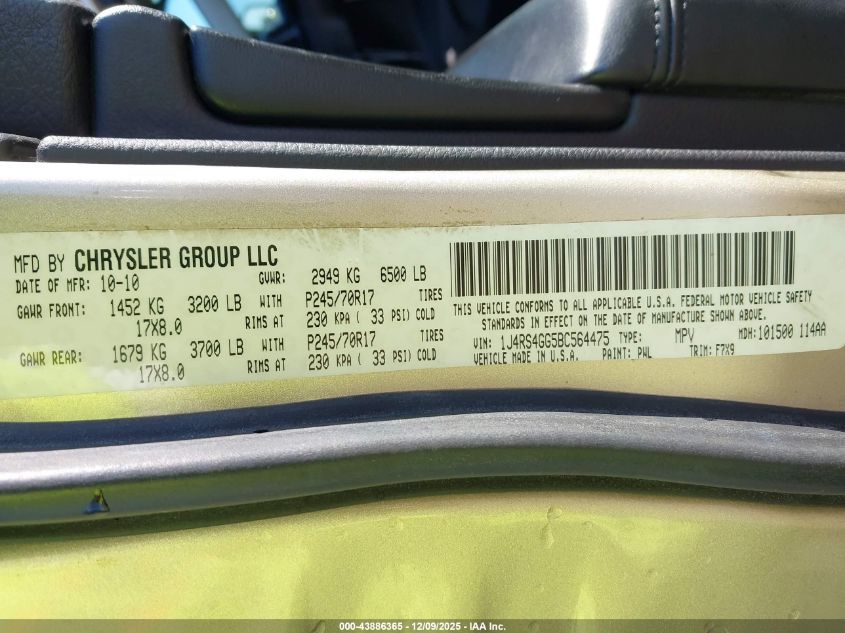 MFD BY CHRYSLER GROUP LLC
DATE OF MFR: 10-10 GVWR: 2949 KG 6500 LB
GAWR FRONT: 1452 KG 3200 LB WITH P245/70R17 TIRES
17X8.0 RIMS AT 230 KPA ( 33 PSI) COLD
GAWR REAR: 1679 KG 3700 LB WITH P245/70R17 TIRES
17X8.0 RIMS AT 230 KPA ( 33 PSI) COLD
THIS VEHICLE CONFORMS TO ALL APPLICABLE U.S.A. FEDERAL MOTOR VEHICLE SAFETY
STANDARDS IN EFFECT ON THE DATE OF MANUFACTURE SHOWN ABOVE.
VIN: 1J4RS4GG5BC564475 TYPE: MPV MDH: 101500 114AA
VEHICLE MADE IN U.S.A. PAINT: PWL TRIM: F7X9
000-43886365 • 12/09/2025 • IAA Inc.